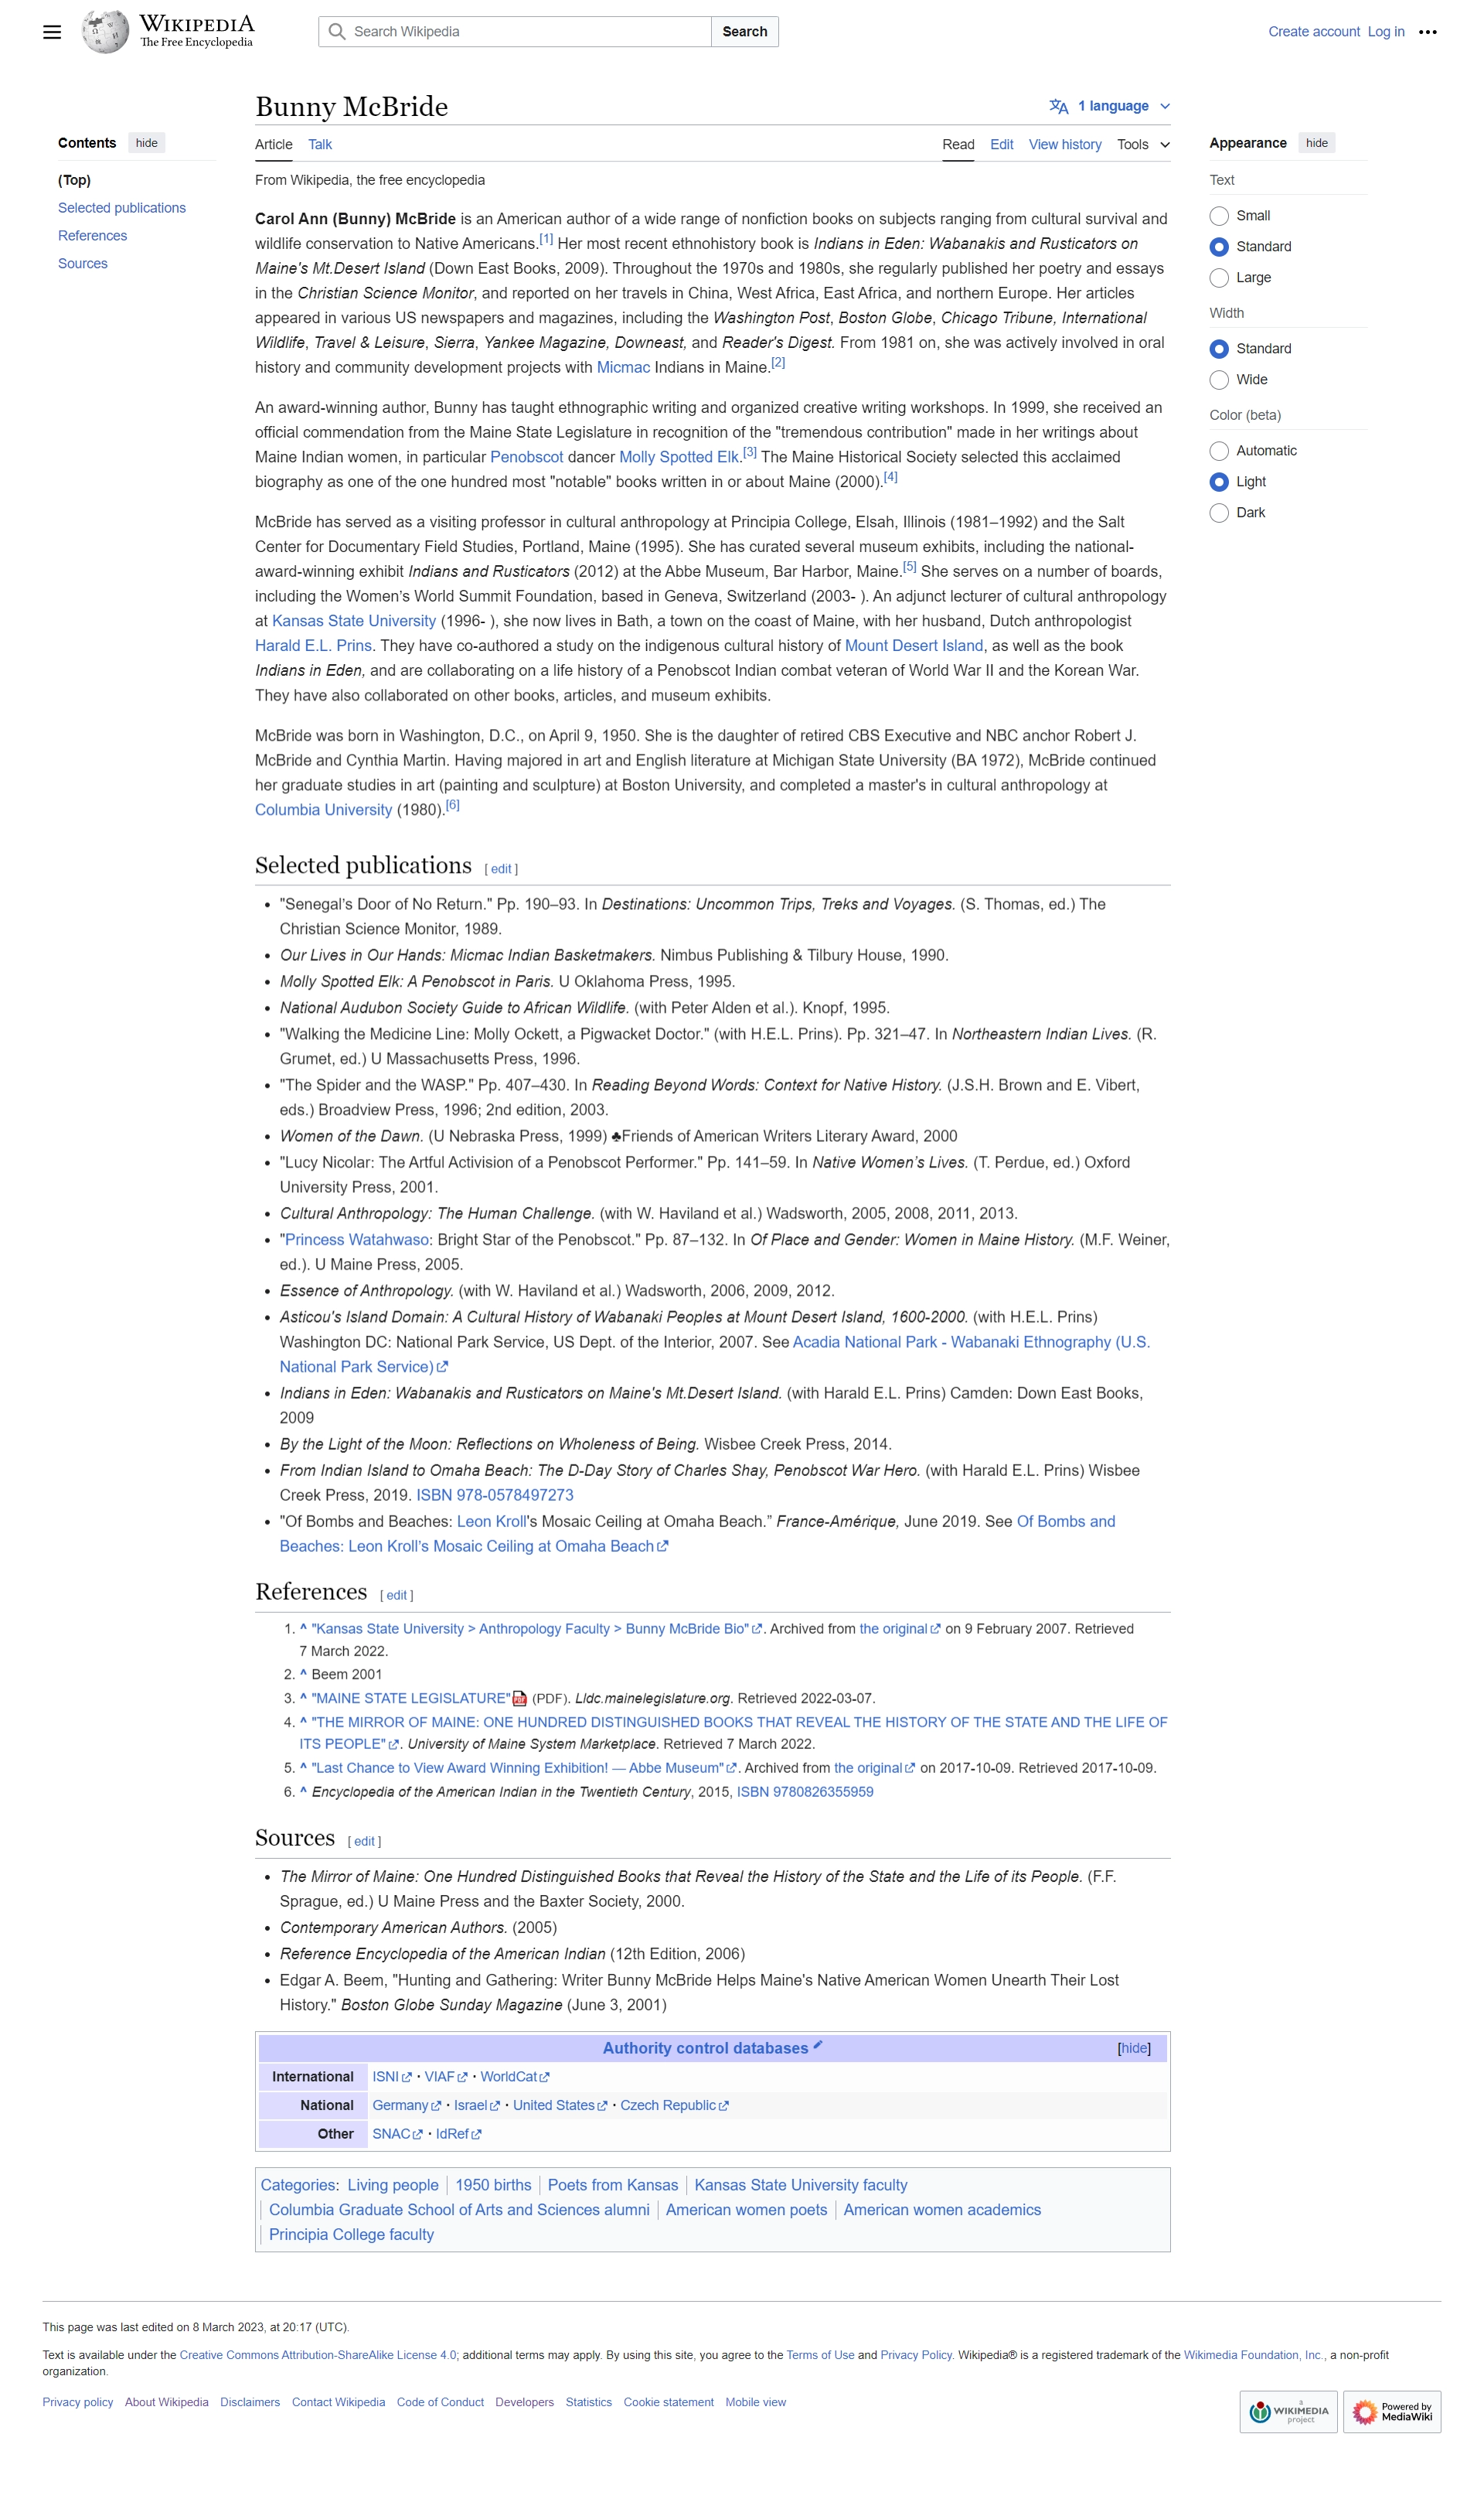 WIKIPEDIA
The Free Encyclopedia
Search Wikipedia
Search
Create account Log in
Bunny McBride
1 language
Contents hide
Article Talk
Read Edit View history Tools
Appearance hide
(Top)
Selected publications
References
Sources
Text
Small
Standard
Large
Width
Standard
Wide
Color (beta)
Automatic
Light
Dark
From Wikipedia, the free encyclopedia
Carol Ann (Bunny) McBride is an American author of a wide range of nonfiction books on subjects ranging from cultural survival and
wildlife conservation to Native Americans.[1] Her most recent ethnohistory book is Indians in Eden: Wabanakis and Rusticators on
Maine's Mt.Desert Island (Down East Books, 2009). Throughout the 1970s and 1980s, she regularly published her poetry and essays
in the Christian Science Monitor, and reported on her travels in China, West Africa, East Africa, and northern Europe. Her articles
appeared in various US newspapers and magazines, including the Washington Post, Boston Globe, Chicago Tribune, International
Wildlife, Travel & Leisure, Sierra, Yankee Magazine, Downeast, and Reader's Digest. From 1981 on, she was actively involved in oral
history and community development projects with Micmac Indians in Maine.[2]
An award-winning author, Bunny has taught ethnographic writing and organized creative writing workshops. In 1999, she received an
official commendation from the Maine State Legislature in recognition of the "tremendous contribution" made in her writings about
Maine Indian women, in particular Penobscot dancer Molly Spotted Elk.[3] The Maine Historical Society selected this acclaimed
biography as one of the one hundred most "notable" books written in or about Maine (2000).[4]
McBride has served as a visiting professor in cultural anthropology at Principia College, Elsah, Illinois (1981–1992) and the Salt
Center for Documentary Field Studies, Portland, Maine (1995). She has curated several museum exhibits, including the national-
award-winning exhibit Indians and Rusticators (2012) at the Abbe Museum, Bar Harbor, Maine.[5] She serves on a number of boards,
including the Women’s World Summit Foundation, based in Geneva, Switzerland (2003- ). An adjunct lecturer of cultural anthropology
at Kansas State University (1996- ), she now lives in Bath, a town on the coast of Maine, with her husband, Dutch anthropologist
Harald E.L. Prins. They have co-authored a study on the indigenous cultural history of Mount Desert Island, as well as the book
Indians in Eden, and are collaborating on a life history of a Penobscot Indian combat veteran of World War II and the Korean War.
They have also collaborated on other books, articles, and museum exhibits.
McBride was born in Washington, D.C., on April 9, 1950. She is the daughter of retired CBS Executive and NBC anchor Robert J.
McBride and Cynthia Martin. Having majored in art and English literature at Michigan State University (BA 1972), McBride continued
her graduate studies in art (painting and sculpture) at Boston University, and completed a master's in cultural anthropology at
Columbia University (1980).[6]
Selected publications [ edit ]
• "Senegal’s Door of No Return." Pp. 190–93. In Destinations: Uncommon Trips, Treks and Voyages. (S. Thomas, ed.) The
Christian Science Monitor, 1989.
• Our Lives in Our Hands: Micmac Indian Basketmakers. Nimbus Publishing & Tilbury House, 1990.
• Molly Spotted Elk: A Penobscot in Paris. U Oklahoma Press, 1995.
• National Audubon Society Guide to African Wildlife. (with Peter Alden et al.). Knopf, 1995.
• "Walking the Medicine Line: Molly Ockett, a Pigwacket Doctor." (with H.E.L. Prins). Pp. 321–47. In Northeastern Indian Lives. (R.
Grumet, ed.) U Massachusetts Press, 1996.
• "The Spider and the WASP." Pp. 407–430. In Reading Beyond Words: Context for Native History. (J.S.H. Brown and E. Vibert,
eds.) Broadview Press, 1996; 2nd edition, 2003.
• Women of the Dawn. (U Nebraska Press, 1999) ♣Friends of American Writers Literary Award, 2000
• "Lucy Nicolar: The Artful Activision of a Penobscot Performer." Pp. 141–59. In Native Women’s Lives. (T. Perdue, ed.) Oxford
University Press, 2001.
• Cultural Anthropology: The Human Challenge. (with W. Haviland et al.) Wadsworth, 2005, 2008, 2011, 2013.
• "Princess Watahwaso: Bright Star of the Penobscot." Pp. 87–132. In Of Place and Gender: Women in Maine History. (M.F. Weiner,
ed.). U Maine Press, 2005.
• Essence of Anthropology. (with W. Haviland et al.) Wadsworth, 2006, 2009, 2012.
• Asticou's Island Domain: A Cultural History of Wabanaki Peoples at Mount Desert Island, 1600-2000. (with H.E.L. Prins)
Washington DC: National Park Service, US Dept. of the Interior, 2007. See Acadia National Park - Wabanaki Ethnography (U.S.
National Park Service)
• Indians in Eden: Wabanakis and Rusticators on Maine's Mt.Desert Island. (with Harald E.L. Prins) Camden: Down East Books,
2009
• By the Light of the Moon: Reflections on Wholeness of Being. Wisbee Creek Press, 2014.
• From Indian Island to Omaha Beach: The D-Day Story of Charles Shay, Penobscot War Hero. (with Harald E.L. Prins) Wisbee
Creek Press, 2019. ISBN 978-0578497273
• "Of Bombs and Beaches: Leon Kroll's Mosaic Ceiling at Omaha Beach.” France-Amérique, June 2019. See Of Bombs and
Beaches: Leon Kroll’s Mosaic Ceiling at Omaha Beach
References [ edit ]
1. ^ "Kansas State University > Anthropology Faculty > Bunny McBride Bio". Archived from the original on 9 February 2007. Retrieved
7 March 2022.
2. ^ Beem 2001
3. ^ "MAINE STATE LEGISLATURE" (PDF). Lldc.mainelegislature.org. Retrieved 2022-03-07.
4. ^ "THE MIRROR OF MAINE: ONE HUNDRED DISTINGUISHED BOOKS THAT REVEAL THE HISTORY OF THE STATE AND THE LIFE OF
ITS PEOPLE". University of Maine System Marketplace. Retrieved 7 March 2022.
5. ^ "Last Chance to View Award Winning Exhibition! — Abbe Museum". Archived from the original on 2017-10-09. Retrieved 2017-10-09.
6. ^ Encyclopedia of the American Indian in the Twentieth Century, 2015, ISBN 9780826355959
Sources [ edit ]
• The Mirror of Maine: One Hundred Distinguished Books that Reveal the History of the State and the Life of its People. (F.F.
Sprague, ed.) U Maine Press and the Baxter Society, 2000.
• Contemporary American Authors. (2005)
• Reference Encyclopedia of the American Indian (12th Edition, 2006)
• Edgar A. Beem, "Hunting and Gathering: Writer Bunny McBride Helps Maine's Native American Women Unearth Their Lost
History." Boston Globe Sunday Magazine (June 3, 2001)
Authority control databases [hide]
International ISNI · VIAF · WorldCat
National Germany · Israel · United States · Czech Republic
Other SNAC · IdRef
Categories: Living people | 1950 births | Poets from Kansas | Kansas State University faculty
| Columbia Graduate School of Arts and Sciences alumni | American women poets | American women academics
| Principia College faculty
This page was last edited on 8 March 2023, at 20:17 (UTC).
Text is available under the Creative Commons Attribution-ShareAlike License 4.0; additional terms may apply. By using this site, you agree to the Terms of Use and Privacy Policy. Wikipedia® is a registered trademark of the Wikimedia Foundation, Inc., a non-profit
organization.
Privacy policy About Wikipedia Disclaimers Contact Wikipedia Code of Conduct Developers Statistics Cookie statement Mobile view
a
WIKIMEDIA
project
Powered by
MediaWiki